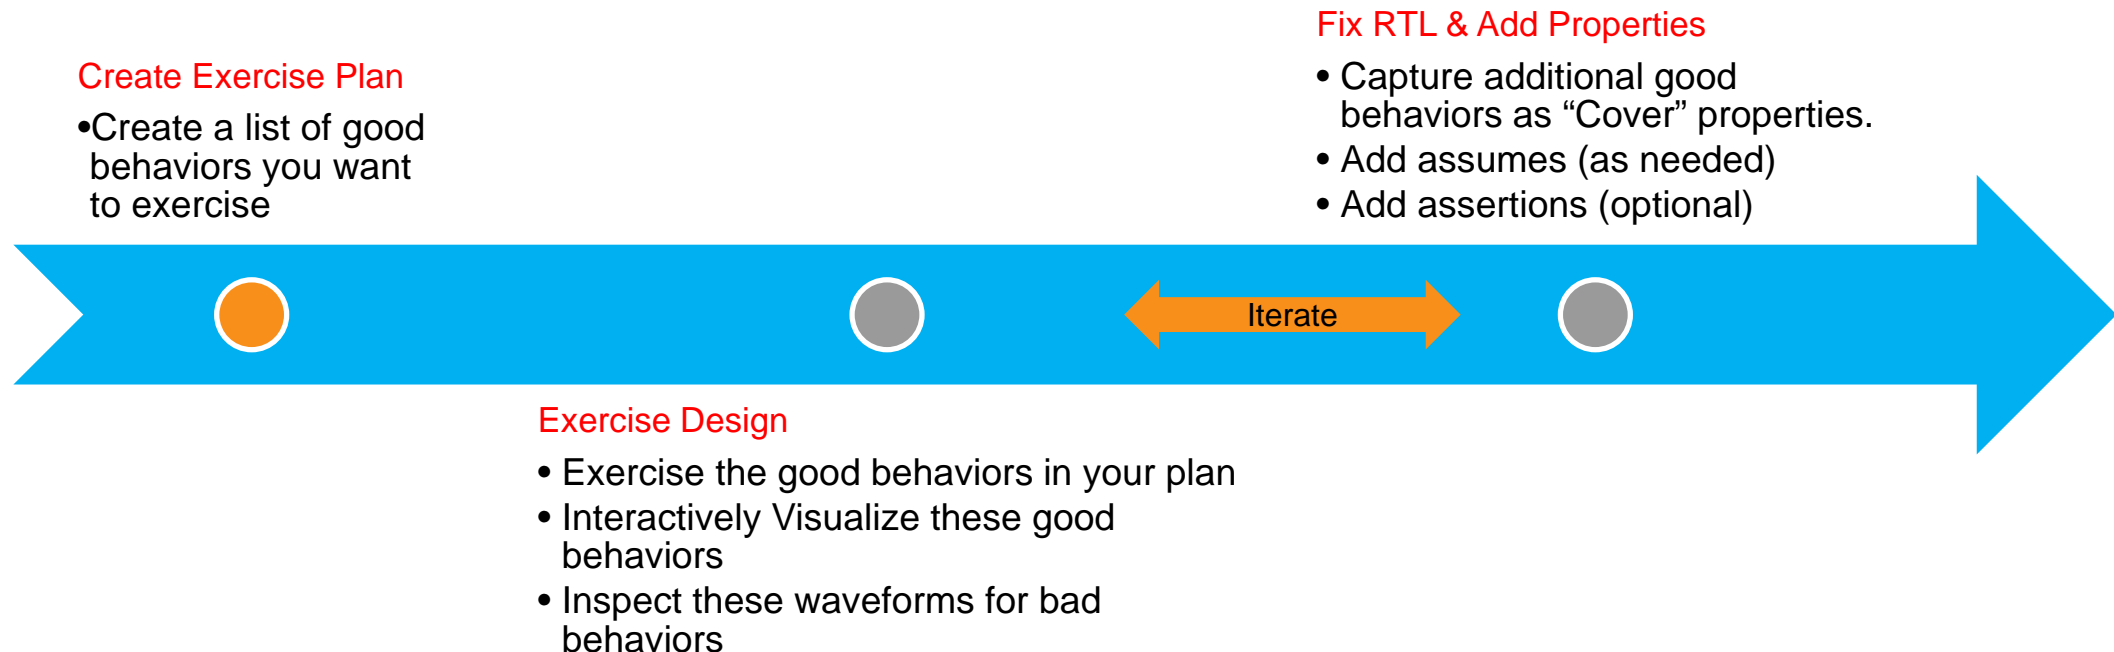 Create Exercise Plan
•Create a list of good
behaviors you want
to exercise
Fix RTL & Add Properties
• Capture additional good
behaviors as “Cover” properties.
• Add assumes (as needed)
• Add assertions (optional)
Iterate
Exercise Design
• Exercise the good behaviors in your plan
• Interactively Visualize these good
behaviors
• Inspect these waveforms for bad
behaviors